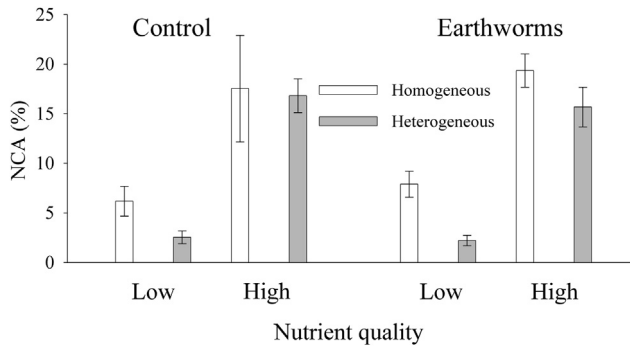 25
Control
Earthworms
20
Homogeneous
15
Heterogeneous
NCA (%)
10
5
0
Low
High
Low
High
Nutrient quality